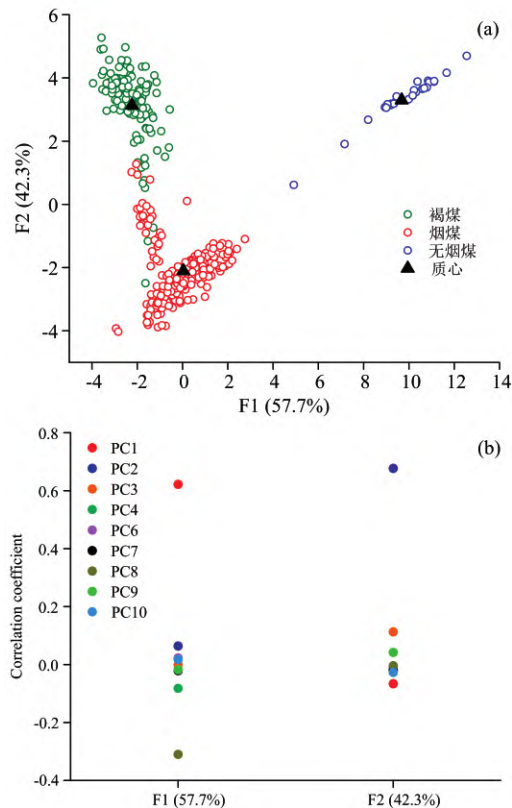 (a)
6
4
2
0
-2
-4
F2 (42.3%)
褐煤
烟煤
无烟煤
质心
-4 -2 0 2 4 6 8 10 12 14
F1 (57.7%)
(b)
0.8
0.6
0.4
0.2
0.0
-0.2
-0.4
Correlation coefficient
PC1
PC2
PC3
PC4
PC6
PC7
PC8
PC9
PC10
F1 (57.7%) F2 (42.3%)